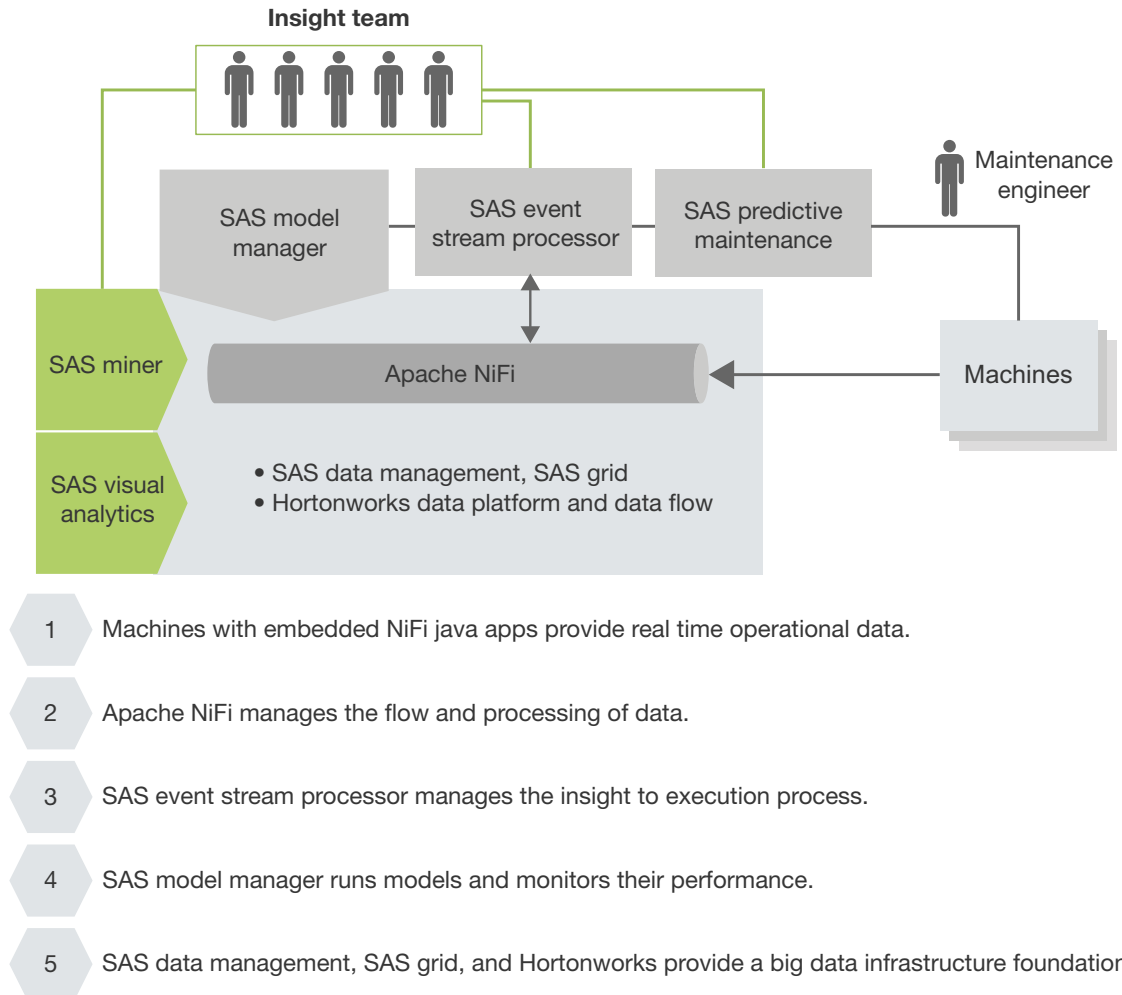 Insight team
Maintenance
engineer
SAS model
manager
SAS event
stream processor
SAS predictive
maintenance
SAS miner
Apache NiFi
Machines
SAS visual
analytics
• SAS data management, SAS grid
• Hortonworks data platform and data flow
1 Machines with embedded NiFi java apps provide real time operational data.
2 Apache NiFi manages the flow and processing of data.
3 SAS event stream processor manages the insight to execution process.
4 SAS model manager runs models and monitors their performance.
5 SAS data management, SAS grid, and Hortonworks provide a big data infrastructure foundation